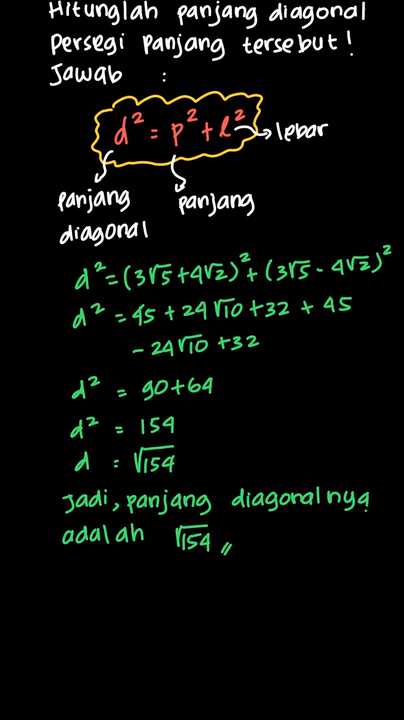 Hitunglah panjang diagonal
Persegi Panjang tersebut!
Jawab :
d² = p² + l² → lebar
panjang diagonal
panjang
d² = (3√5 + 4√2)² + (3√5 - 4√2)²
d² = 45 + 24√10 + 32 + 45
- 24√10 + 32
d² = 90 + 64
d² = 154
d = √154
Jadi, panjang diagonalnya
adalah √154 //